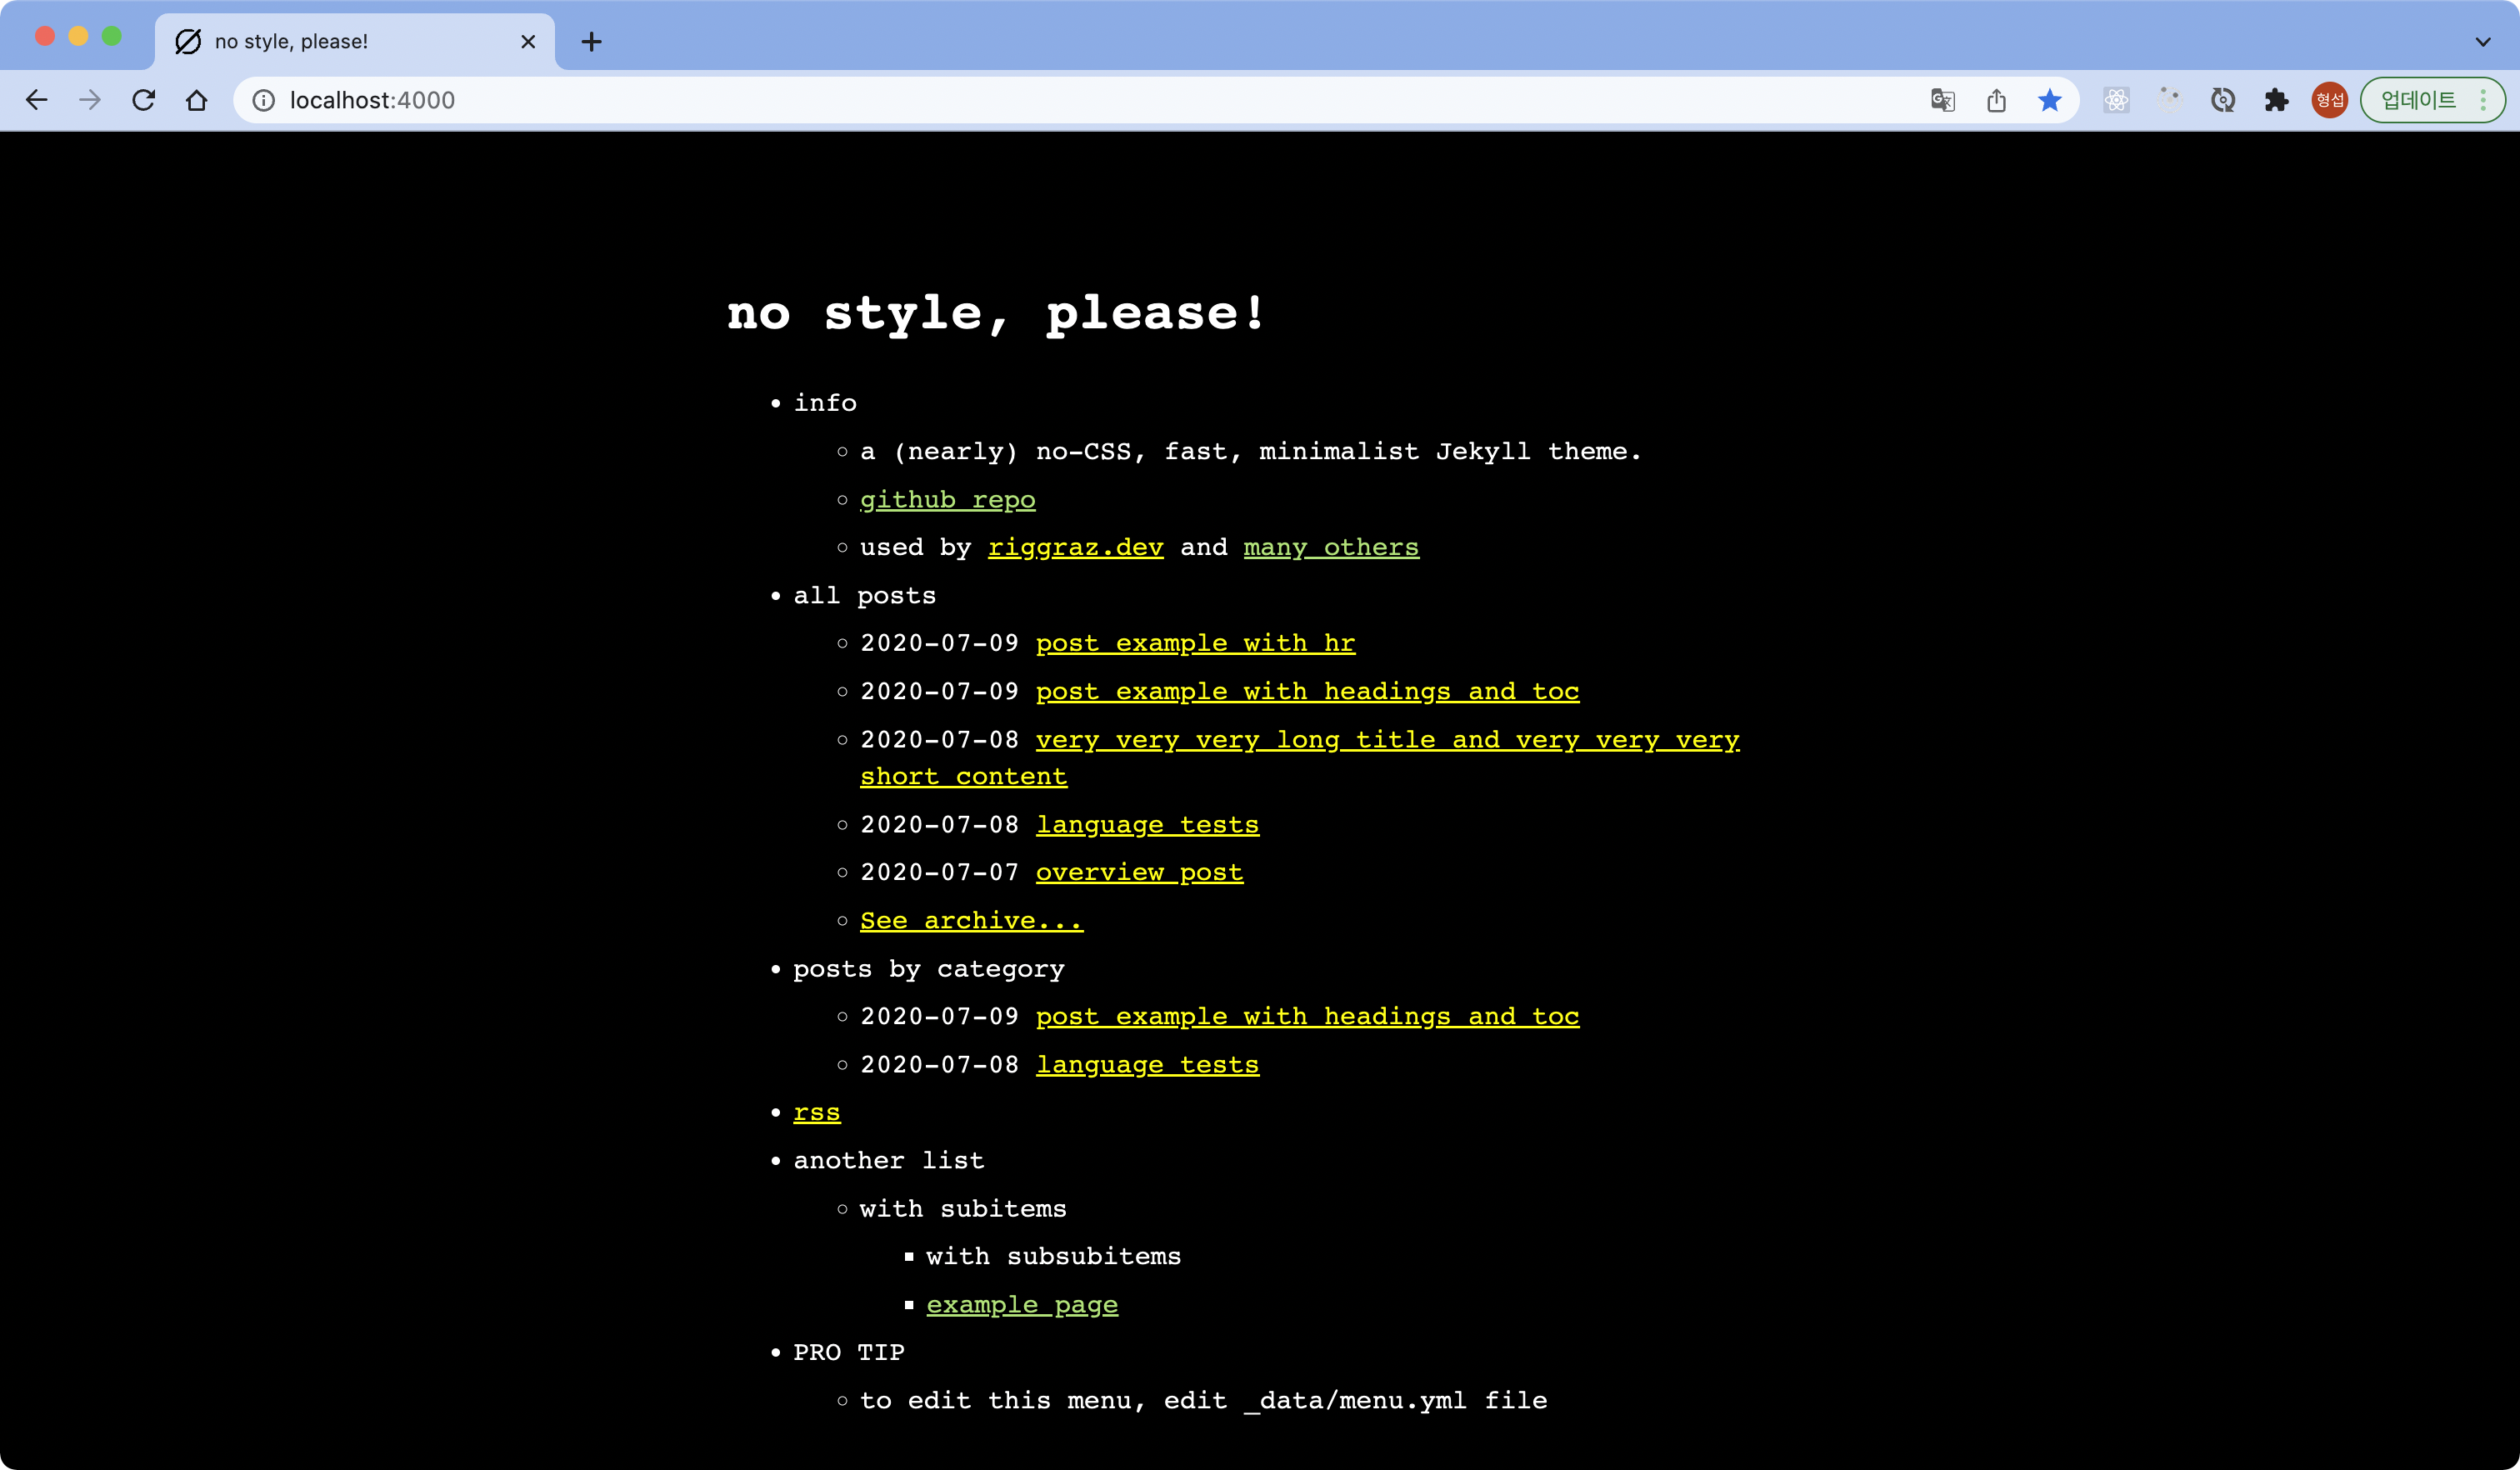 no style, please!
localhost:4000
형섭
업데이트
no style, please!
info
a (nearly) no-CSS, fast, minimalist Jekyll theme.
github repo
used by riggraz.dev and many others
all posts
2020-07-09 post example with hr
2020-07-09 post example with headings and toc
2020-07-08 very very very long title and very very very
short content
2020-07-08 language tests
2020-07-07 overview post
See archive...
posts by category
2020-07-09 post example with headings and toc
2020-07-08 language tests
rss
another list
with subitems
with subsubitems
example page
PRO TIP
to edit this menu, edit _data/menu.yml file